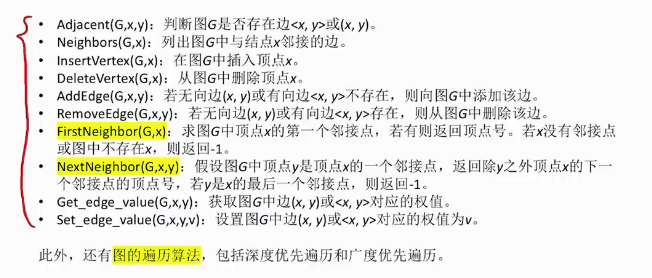 • Adjacent(G,x,y)：判断图G是否存在边<x, y>或(x, y)。
• Neighbors(G,x)：列出图G中与结点x邻接的边。
• InsertVertex(G,x)：在图G中插入顶点x。
• DeleteVertex(G,x)：从图G中删除顶点x。
• AddEdge(G,x,y)：若无向边(x, y)或有向边<x, y>不存在，则向图G中添加该边。
• RemoveEdge(G,x,y)：若无向边(x, y)或有向边<x, y>存在，则从图G中删除该边。
• FirstNeighbor(G,x)：求图G中顶点x的第一个邻接点，若有则返回顶点号。若x没有邻接点
或图中不存在x，则返回-1。
• NextNeighbor(G,x,y)：假设图G中顶点y是顶点x的一个邻接点，返回除y之外顶点x的下一
个邻接点的顶点号，若y是x的最后一个邻接点，则返回-1。
• Get_edge_value(G,x,y)：获取图G中边(x, y)或<x, y>对应的权值。
• Set_edge_value(G,x,y,v)：设置图G中边(x, y)或<x, y>对应的权值为v。
此外，还有图的遍历算法，包括深度优先遍历和广度优先遍历。